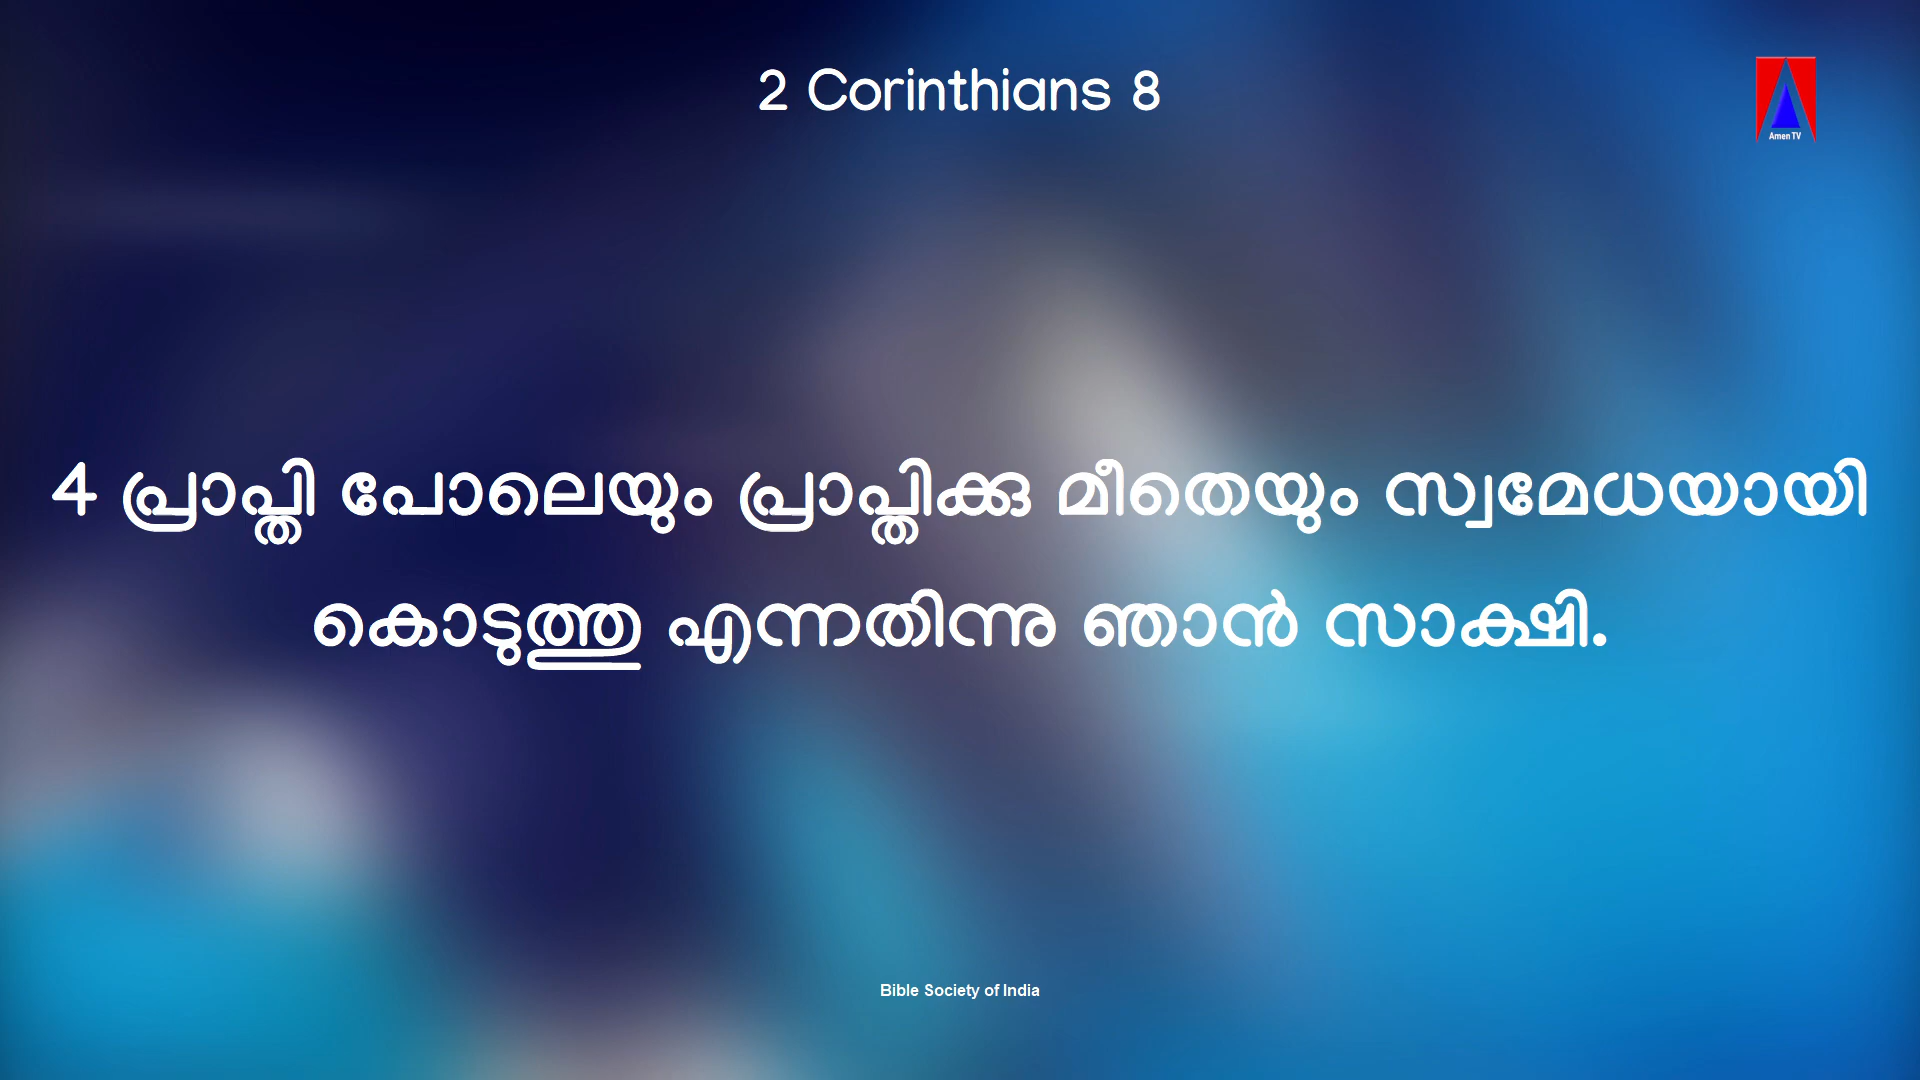 2 Corinthians 8
Amen TV
4 പ്രാപ്തി പോലെയും പ്രാപ്തിക്കു മീതെയും സ്വമേധയായി
കൊടുത്തു എന്നതിന്നു ഞാൻ സാക്ഷി.
Bible Society of India